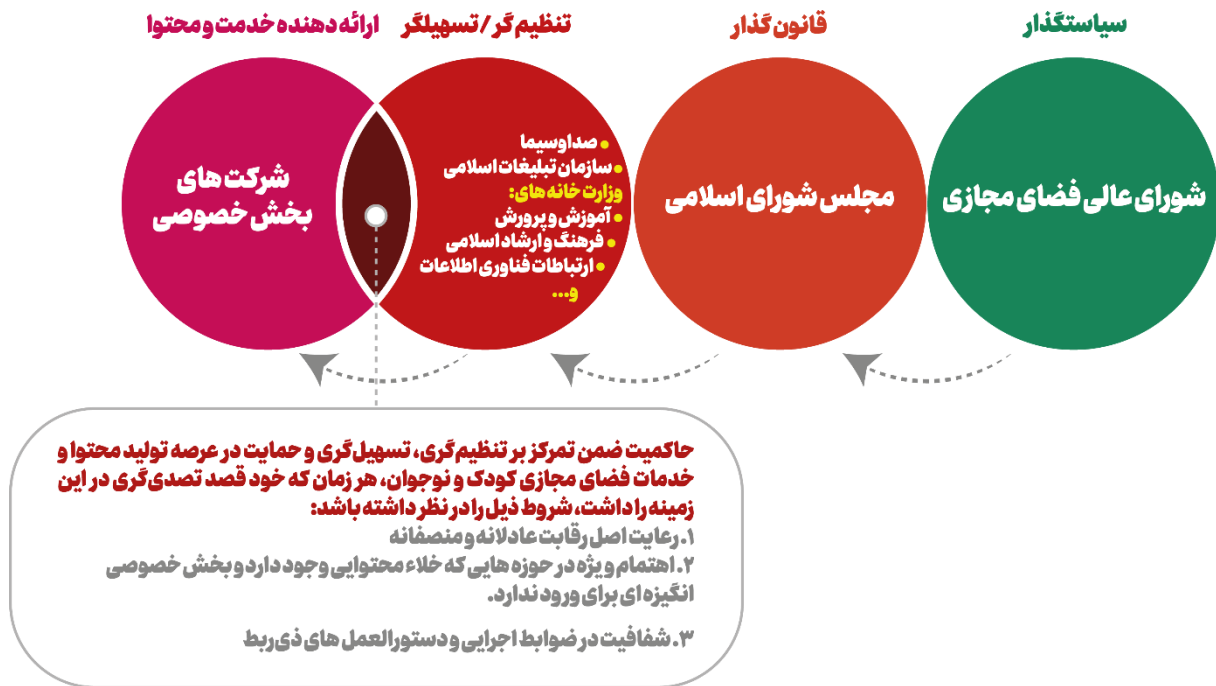 سیاستگذار
قانون گذار
تنظیم گر / تسهیلگر
ارائه دهنده خدمت و محتوا
شورای عالی فضای مجازی
مجلس شورای اسلامی
• صداوسیما
• سازمان تبلیغات اسلامی
وزارت خانه های:
• آموزش و پرورش
• فرهنگ و ارشاد اسلامی
• ارتباطات فناوری اطلاعات
و...
شرکت های
بخش خصوصی
حاکمیت ضمن تمرکز بر تنظیم‌گری، تسهیل‌گری و حمایت در عرصه تولید محتوا و
خدمات فضای مجازی کودک و نوجوان، هر زمان که خود قصد تصدی‌گری در این
زمینه را داشت، شروط ذیل را در نظر داشته باشد:
۱. رعایت اصل رقابت عادلانه و منصفانه
۲. اهتمام ویژه در حوزه هایی که خلاء محتوایی وجود دارد و بخش خصوصی
انگیزه ای برای ورود ندارد.
۳. شفافیت در ضوابط اجرایی و دستورالعمل های ذی‌ربط